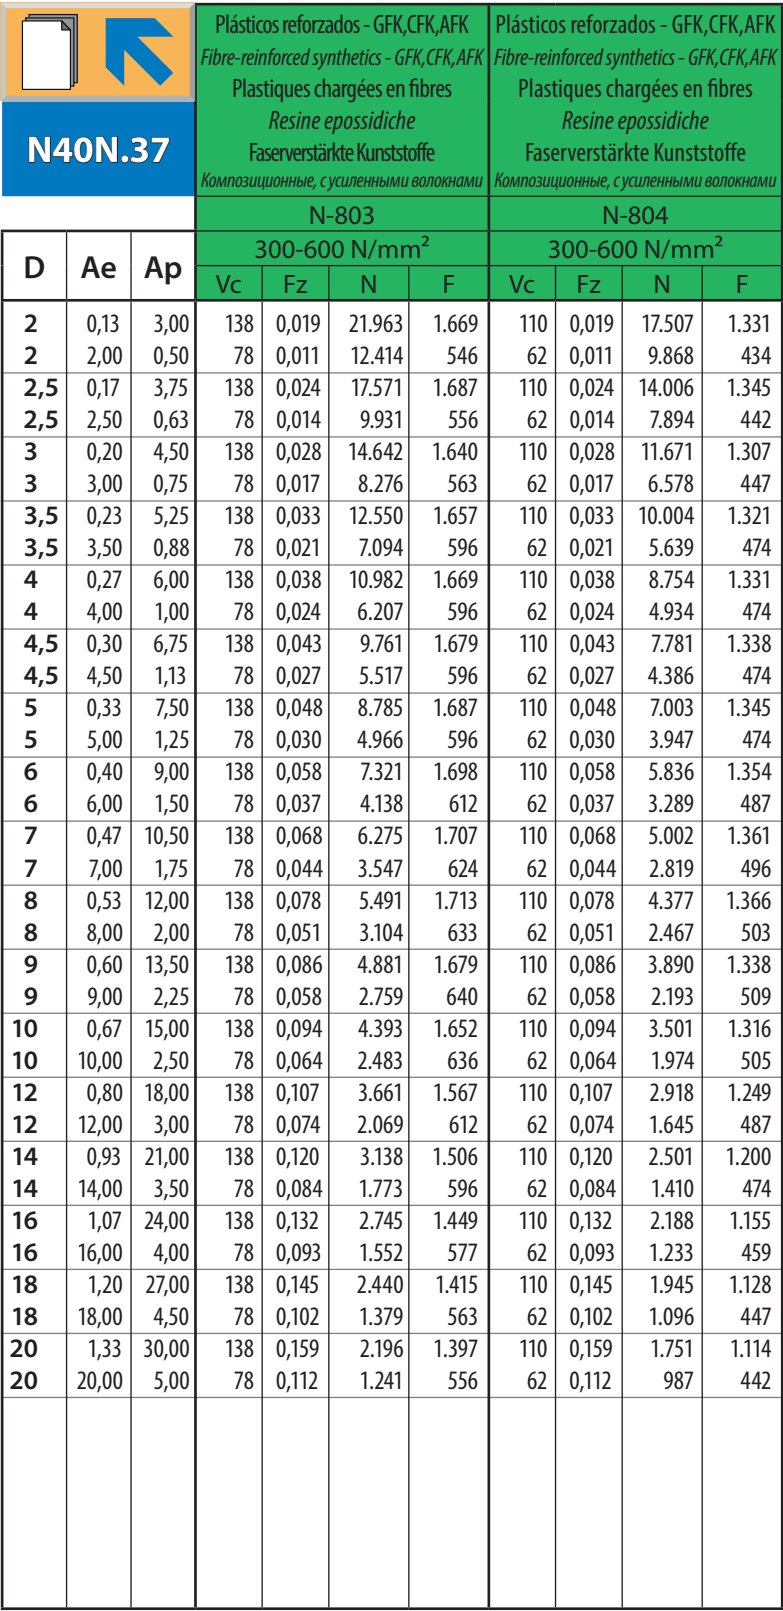 Plásticos reforzados - GFK,CFK,AFK Plásticos reforzados - GFK,CFK,AFK
Fibre-reinforced synthetics - GFK,CFK,AFK Fibre-reinforced synthetics - GFK,CFK,AFK
Plastiques chargées en fibres Plastiques chargées en fibres
Resine epossidiche Resine epossidiche
N40N.37 Faserverstärkte Kunststoffe Faserverstärkte Kunststoffe
Композиционные, с усиленными волокнами Композиционные, с усиленными волокнами
N-803 N-804
300-600 N/mm² 300-600 N/mm²
D Ae Ap Vc Fz N F Vc Fz N F
2 0,13 3,00 138 0,019 21.963 1.669 110 0,019 17.507 1.331
2 2,00 0,50 78 0,011 12.414 546 62 0,011 9.868 434
2,5 0,17 3,75 138 0,024 17.571 1.687 110 0,024 14.006 1.345
2,5 2,50 0,63 78 0,014 9.931 556 62 0,014 7.894 442
3 0,20 4,50 138 0,028 14.642 1.640 110 0,028 11.671 1.307
3 3,00 0,75 78 0,017 8.276 563 62 0,017 6.578 447
3,5 0,23 5,25 138 0,033 12.550 1.657 110 0,033 10.004 1.321
3,5 3,50 0,88 78 0,021 7.094 596 62 0,021 5.639 474
4 0,27 6,00 138 0,038 10.982 1.669 110 0,038 8.754 1.331
4 4,00 1,00 78 0,024 6.207 596 62 0,024 4.934 474
4,5 0,30 6,75 138 0,043 9.761 1.679 110 0,043 7.781 1.338
4,5 4,50 1,13 78 0,027 5.517 596 62 0,027 4.386 474
5 0,33 7,50 138 0,048 8.785 1.687 110 0,048 7.003 1.345
5 5,00 1,25 78 0,030 4.966 596 62 0,030 3.947 474
6 0,40 9,00 138 0,058 7.321 1.698 110 0,058 5.836 1.354
6 6,00 1,50 78 0,037 4.138 612 62 0,037 3.289 487
7 0,47 10,50 138 0,068 6.275 1.707 110 0,068 5.002 1.361
7 7,00 1,75 78 0,044 3.547 624 62 0,044 2.819 496
8 0,53 12,00 138 0,078 5.491 1.713 110 0,078 4.377 1.366
8 8,00 2,00 78 0,051 3.104 633 62 0,051 2.467 503
9 0,60 13,50 138 0,086 4.881 1.679 110 0,086 3.890 1.338
9 9,00 2,25 78 0,058 2.759 640 62 0,058 2.193 509
10 0,67 15,00 138 0,094 4.393 1.652 110 0,094 3.501 1.316
10 10,00 2,50 78 0,064 2.483 636 62 0,064 1.974 505
12 0,80 18,00 138 0,107 3.661 1.567 110 0,107 2.918 1.249
12 12,00 3,00 78 0,074 2.069 612 62 0,074 1.645 487
14 0,93 21,00 138 0,120 3.138 1.506 110 0,120 2.501 1.200
14 14,00 3,50 78 0,084 1.773 596 62 0,084 1.410 474
16 1,07 24,00 138 0,132 2.745 1.449 110 0,132 2.188 1.155
16 16,00 4,00 78 0,093 1.552 577 62 0,093 1.233 459
18 1,20 27,00 138 0,145 2.440 1.415 110 0,145 1.945 1.128
18 18,00 4,50 78 0,102 1.379 563 62 0,102 1.096 447
20 1,33 30,00 138 0,159 2.196 1.397 110 0,159 1.751 1.114
20 20,00 5,00 78 0,112 1.241 556 62 0,112 987 442